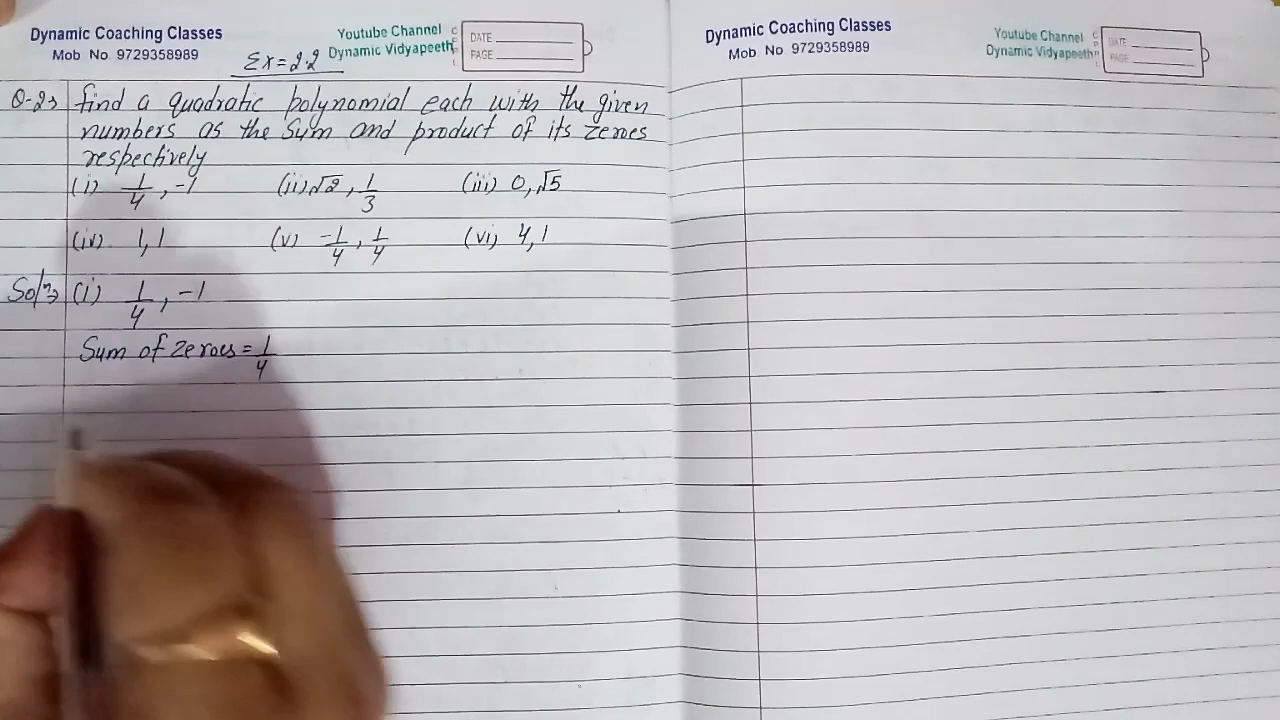 Dynamic Coaching Classes
Mob No 9729358989
Youtube Channel
Dynamic Vidyapeeth
DATE
PAGE
Ex=2.2
Q-2⇒ find a quadratic polynomial each with the given
numbers as the sum and product of its zeroes
respectively
(i) 1/4, -1 (ii) √2, 1/3 (iii) 0, √5
(iv) 1, 1 (v) -1/4, 1/4 (vi) 4, 1
Sol⇒ (i) 1/4, -1
Sum of zeroes = 1/4
Dynamic Coaching Classes
Mob No 9729358989
Youtube Channel
Dynamic Vidyapeeth
DATE
PAGE